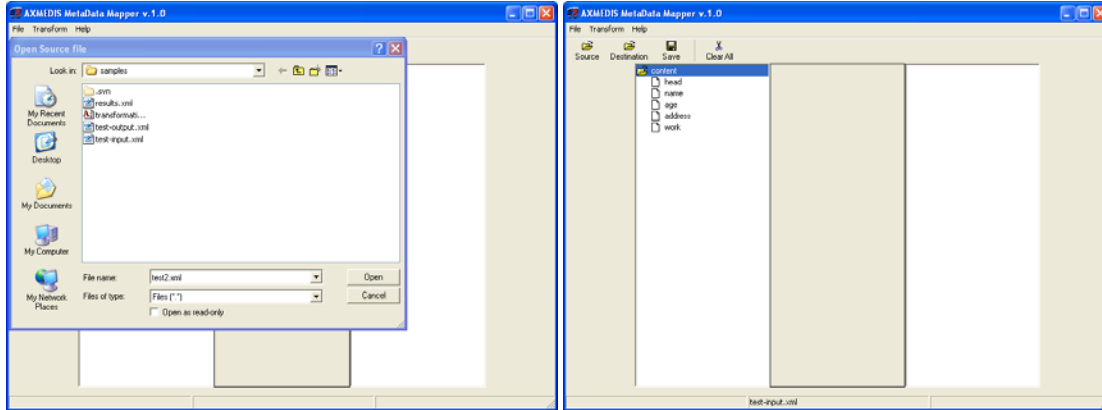 AXMEDIS MetaData Mapper v.1.0
File Transform Help
Open Source file
Look in: samples
.svn
results.xml
transformati...
test-output.xml
test-input.xml
My Recent Documents
Desktop
My Documents
My Computer
My Network Places
File name: test2.xml Open
Files of type: Files (*.*) Cancel
Open as read-only
AXMEDIS MetaData Mapper v.1.0
File Transform Help
Source Destination Save Clear All
content
head
name
age
address
work
test-input.xml